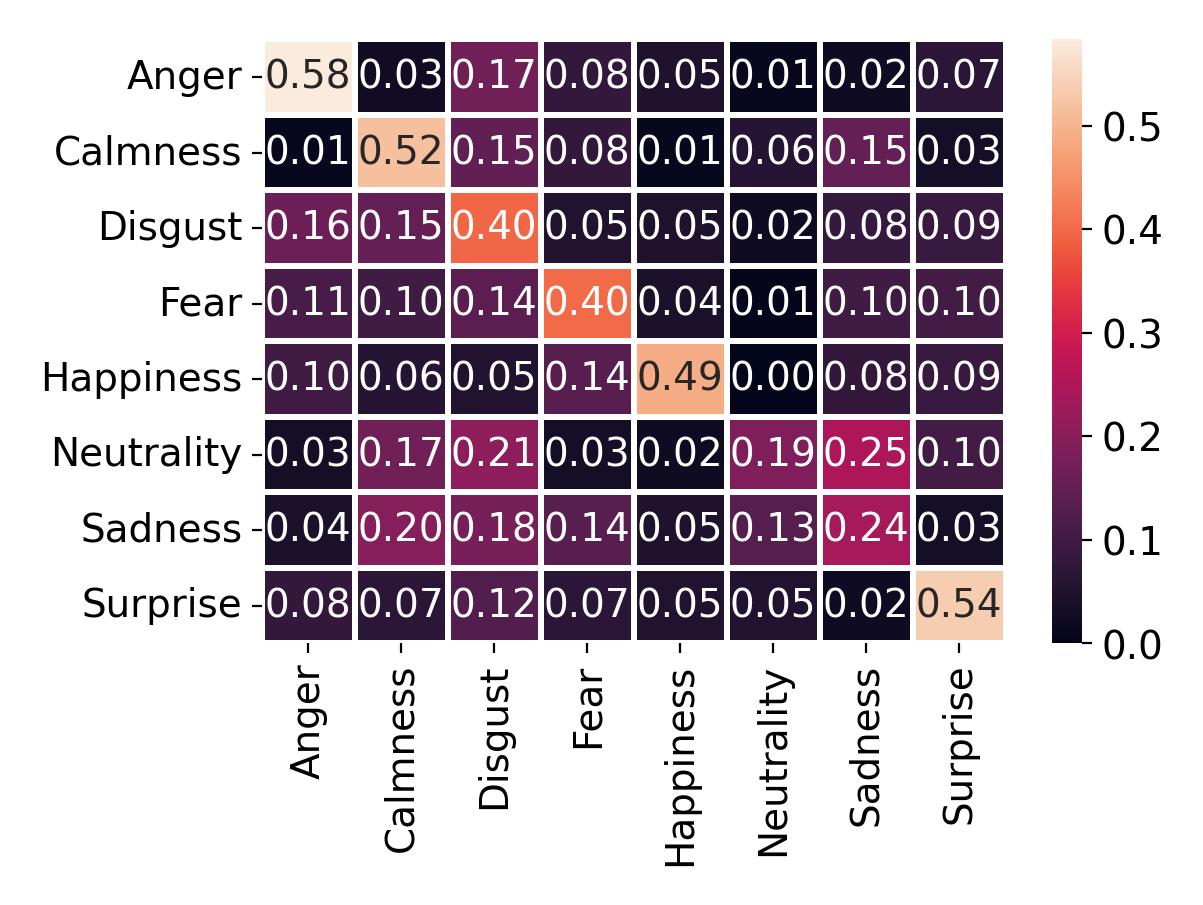 Anger 0.58 0.03 0.17 0.08 0.05 0.01 0.02 0.07
Calmness 0.01 0.52 0.15 0.08 0.01 0.06 0.15 0.03
Disgust 0.16 0.15 0.40 0.05 0.05 0.02 0.08 0.09
Fear 0.11 0.10 0.14 0.40 0.04 0.01 0.10 0.10
Happiness 0.10 0.06 0.05 0.14 0.49 0.00 0.08 0.09
Neutrality 0.03 0.17 0.21 0.03 0.02 0.19 0.25 0.10
Sadness 0.04 0.20 0.18 0.14 0.05 0.13 0.24 0.03
Surprise 0.08 0.07 0.12 0.07 0.05 0.05 0.02 0.54
Anger
Calmness
Disgust
Fear
Happiness
Neutrality
Sadness
Surprise
0.5
0.4
0.3
0.2
0.1
0.0